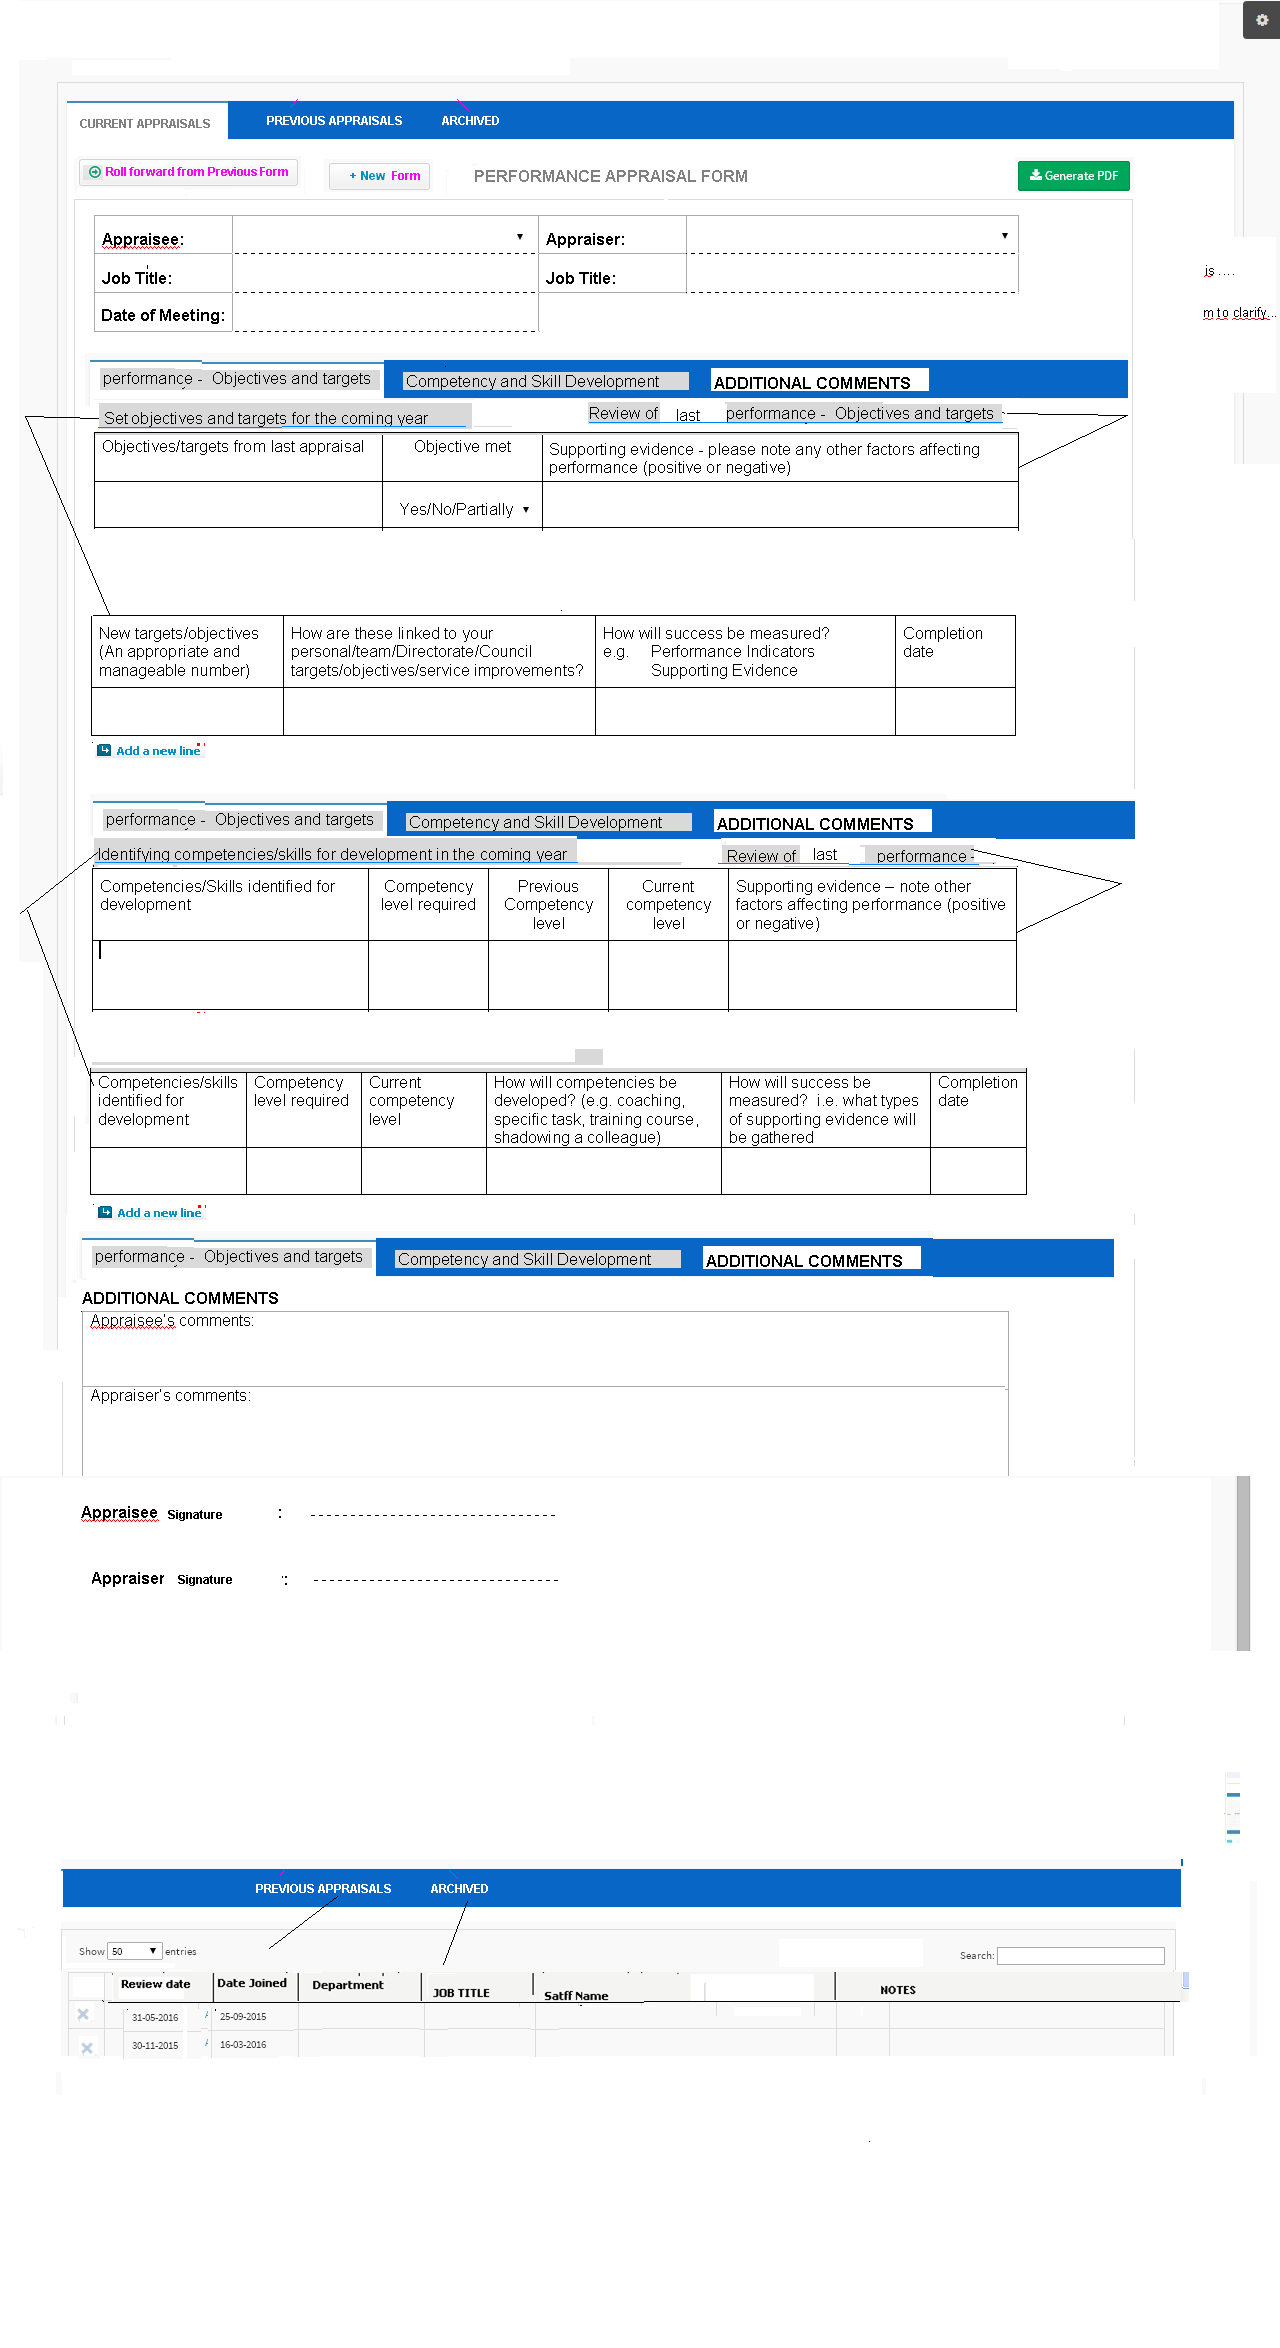 CURRENT APPRAISALS PREVIOUS APPRAISALS ARCHIVED
Roll forward from Previous Form + New Form PERFORMANCE APPRAISAL FORM Generate PDF
Appraisee: Appraiser:
is ....
Job Title: Job Title:
m to clarify...
Date of Meeting:
performance - Objectives and targets Competency and Skill Development ADDITIONAL COMMENTS
Set objectives and targets for the coming year Review of last performance - Objectives and targets
Objectives/targets from last appraisal Objective met Supporting evidence - please note any other factors affecting
performance (positive or negative)
Yes/No/Partially
New targets/objectives How are these linked to your How will success be measured? Completion
(An appropriate and personal/team/Directorate/Council e.g. Performance Indicators date
manageable number) targets/objectives/service improvements? Supporting Evidence
Add a new line
performance - Objectives and targets Competency and Skill Development ADDITIONAL COMMENTS
Identifying competencies/skills for development in the coming year Review of last performance -
Competencies/Skills identified for Competency Previous Current Supporting evidence – note other
development level required Competency competency factors affecting performance (positive
level level or negative)
Competencies/skills Competency Current How will competencies be How will success be Completion
identified for level required competency developed? (e.g. coaching, measured? i.e. what types date
development level specific task, training course, of supporting evidence will
shadowing a colleague) be gathered
Add a new line
performance - Objectives and targets Competency and Skill Development ADDITIONAL COMMENTS
ADDITIONAL COMMENTS
Appraisee's comments:
Appraiser's comments:
Appraisee Signature : - - - - - - - - - - - - - - - - - - - - - - - - - - - - - - -
Appraiser Signature : - - - - - - - - - - - - - - - - - - - - - - - - - - - - - - -
PREVIOUS APPRAISALS ARCHIVED
Show 50 entries Search:
Review date Date Joined Department JOB TITLE Satff Name NOTES
31-05-2016 25-09-2015
30-11-2015 16-03-2016